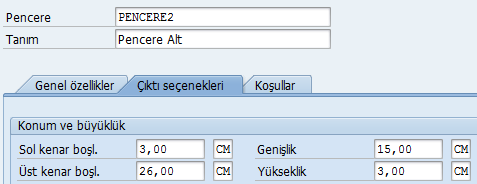 Pencere PENCERE2
Tanım Pencere Alt
Genel özellikler Çıktı seçenekleri Koşullar
Konum ve büyüklük
Sol kenar boşl. 3,00 CM Genişlik 15,00 CM
Üst kenar boşl. 26,00 CM Yükseklik 3,00 CM